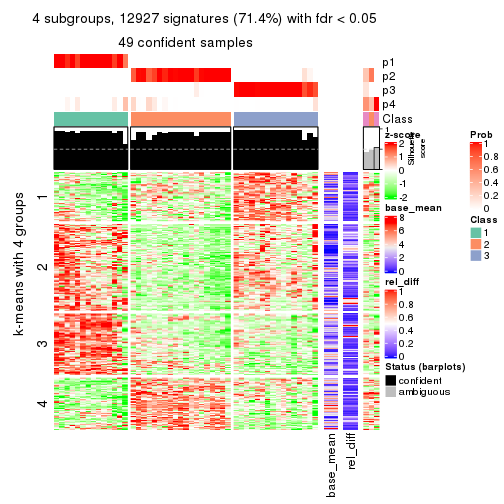 4 subgroups, 12927 signatures (71.4%) with fdr < 0.05
49 confident samples
p1
p2
p3
p4
Class
1
Silhouette
score
z-score
2
1
0
-1
-2
base_mean
8
6
4
2
0
rel_diff
1
0.8
0.6
0.4
0.2
0
Prob
1
0.8
0.6
0.4
0.2
0
Class
1
2
3
Status (barplots)
confident
ambiguous
k-means with 4 groups
1
2
3
4
base_mean
rel_diff